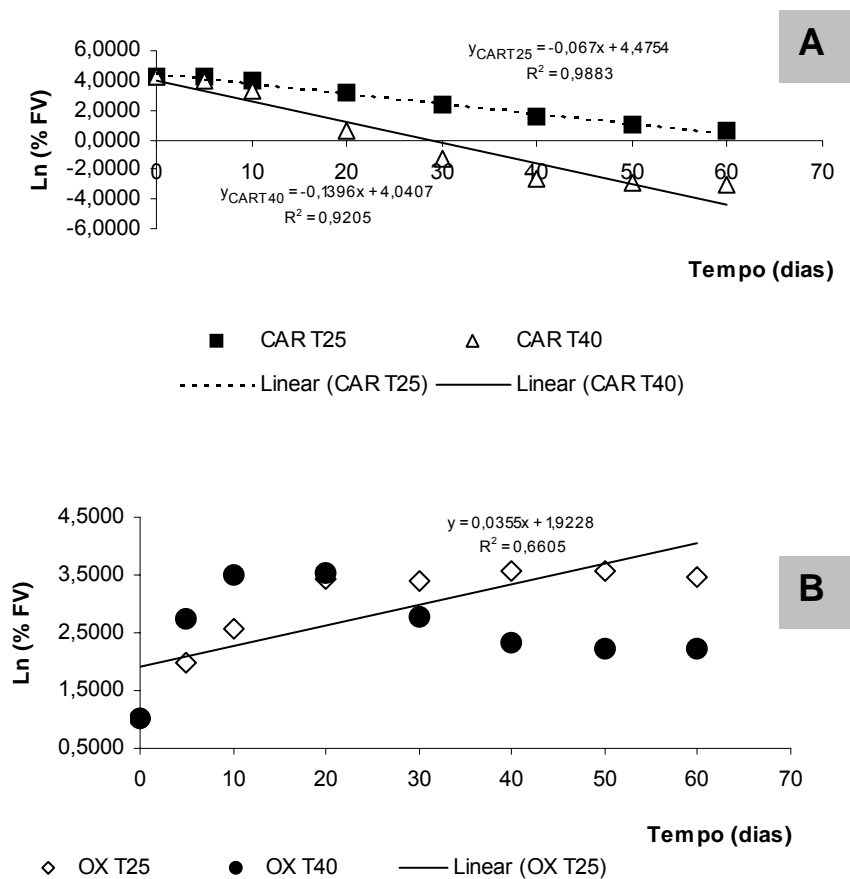 A
6,0000
4,0000
2,0000
0,0000
-2,0000
-4,0000
-6,0000
Ln (% FV)
yCART25 = -0,067x + 4,4754
R² = 0,9883
0 10 20 30 40 50 60 70
yCART40 = -0,1396x + 4,0407
R² = 0,9205
Tempo (dias)
CAR T25 CAR T40
Linear (CAR T25) Linear (CAR T40)
B
4,5000
3,5000
2,5000
1,5000
0,5000
Ln (% FV)
y = 0,0355x + 1,9228
R² = 0,6605
0 10 20 30 40 50 60 70
Tempo (dias)
OX T25 OX T40 Linear (OX T25)